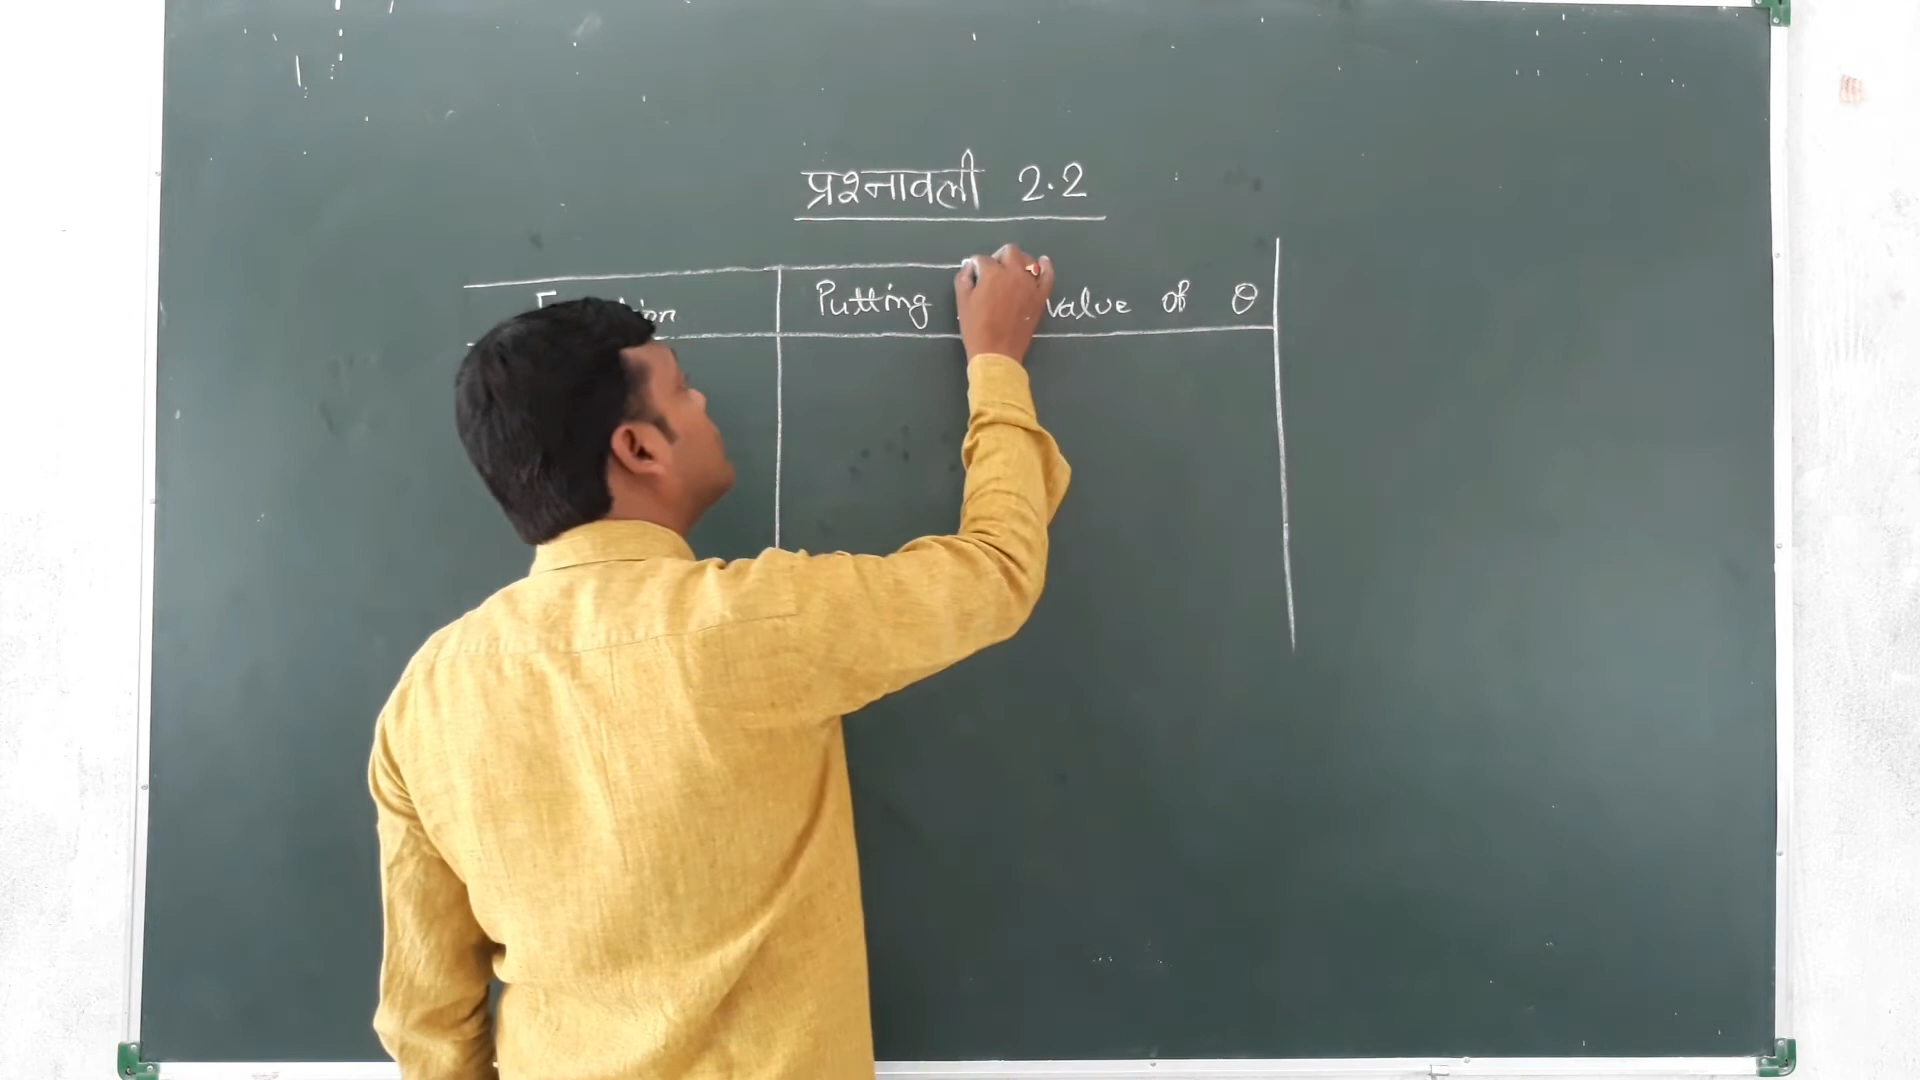 प्रश्नावली 2.2
Putting value of θ